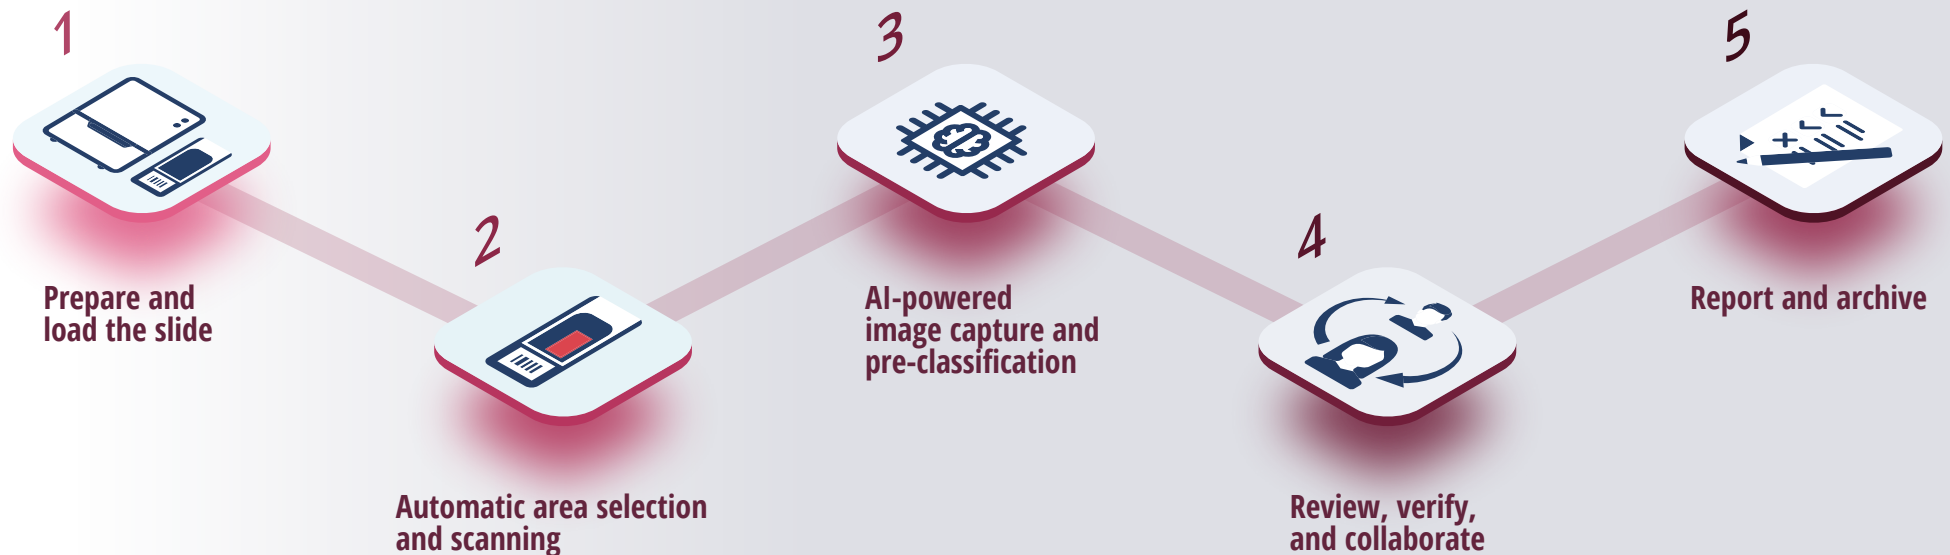 1
Prepare and
load the slide
2
Automatic area selection
and scanning
3
AI-powered
image capture and
pre-classification
4
Review, verify,
and collaborate
5
Report and archive